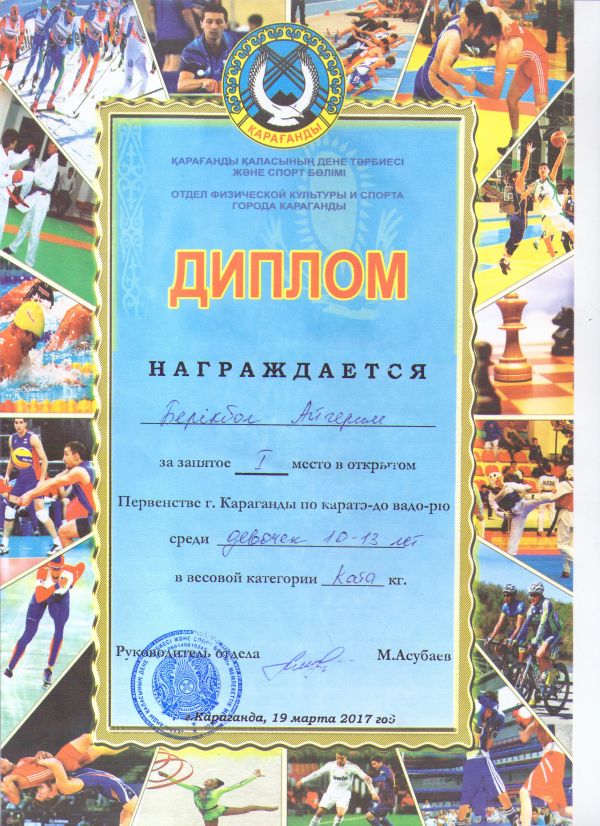 ҚАРАҒАНДЫ
ҚАРАҒАНДЫ ҚАЛАСЫНЫҢ ДЕНЕ ТӘРБИЕСІ
ЖӘНЕ СПОРТ БӨЛІМІ
ОТДЕЛ ФИЗИЧЕСКОЙ КУЛЬТУРЫ И СПОРТА
ГОРОДА КАРАГАНДЫ
ДИПЛОМ
НАГРАЖДАЕТСЯ
Берікбол Айгерим
за занятое I место в открытом
Первенстве г. Караганды по каратэ-до вадо-рю
среди девочек 10-13 лет
в весовой категории Ката кг.
Руководитель отдела М.Асубаев
г.Караганда, 19 марта 2017 год